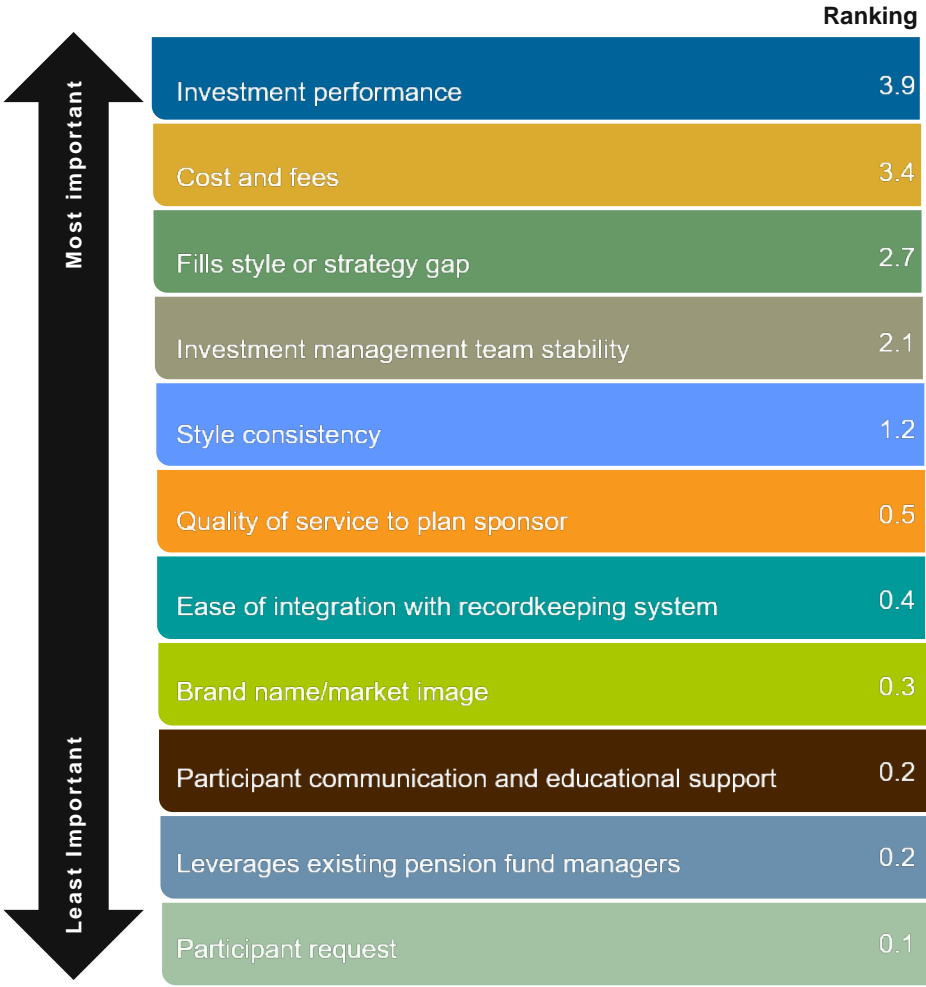 Ranking
Most important
Investment performance 3.9
Cost and fees 3.4
Fills style or strategy gap 2.7
Investment management team stability 2.1
Style consistency 1.2
Quality of service to plan sponsor 0.5
Ease of integration with recordkeeping system 0.4
Brand name/market image 0.3
Participant communication and educational support 0.2
Leverages existing pension fund managers 0.2
Participant request 0.1
Least Important